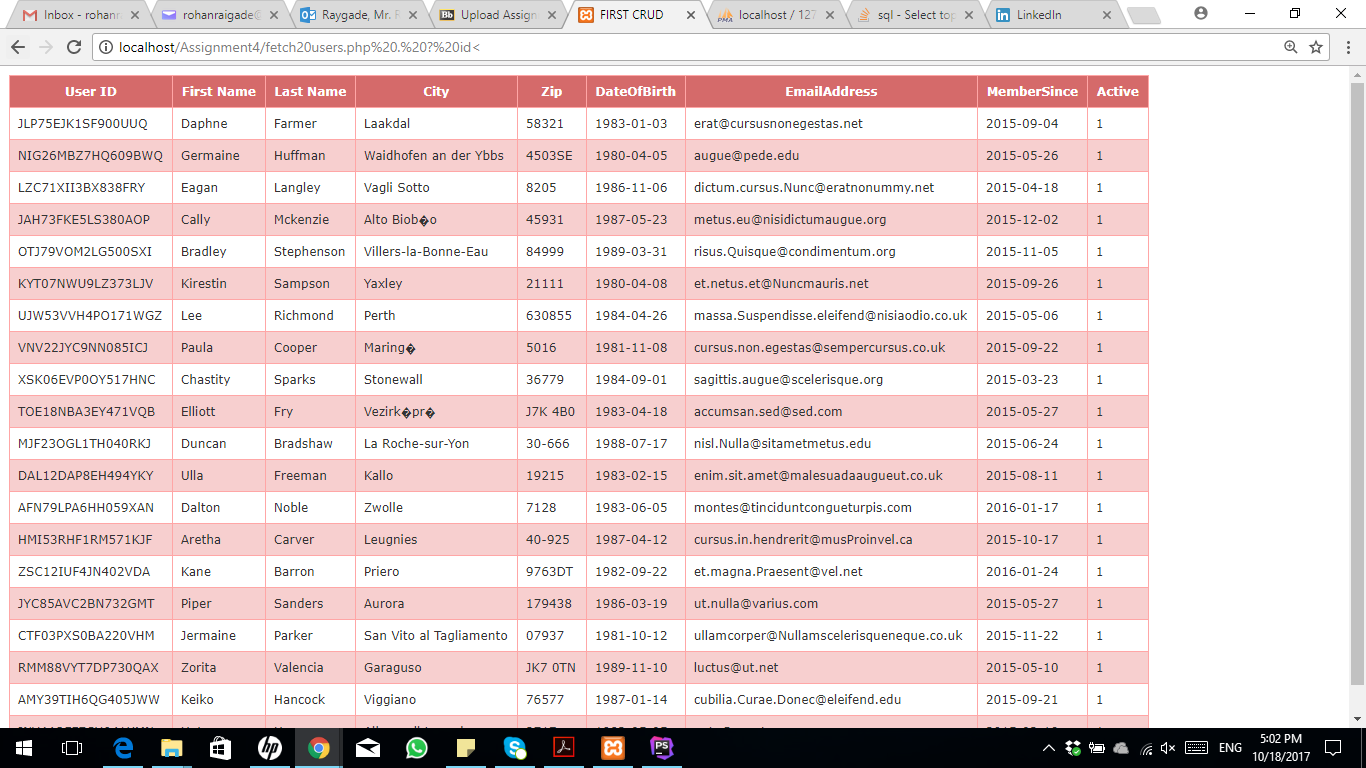 Inbox - rohanr
rohanraigade@
Raygade, Mr. R
Upload Assign
FIRST CRUD
localhost / 127
sql - Select top
LinkedIn
localhost/Assignment4/fetch20users.php%20.%20?%20id<
User ID First Name Last Name City Zip DateOfBirth EmailAddress MemberSince Active
JLP75EJK1SF900UUQ Daphne Farmer Laakdal 58321 1983-01-03 erat@cursusnonegestas.net 2015-09-04 1
NIG26MBZ7HQ609BWQ Germaine Huffman Waidhofen an der Ybbs 4503SE 1980-04-05 augue@pede.edu 2015-05-26 1
LZC71XII3BX838FRY Eagan Langley Vagli Sotto 8205 1986-11-06 dictum.cursus.Nunc@eratnonummy.net 2015-04-18 1
JAH73FKE5LS380AOP Cally Mckenzie Alto Biob�o 45931 1987-05-23 metus.eu@nisidictumaugue.org 2015-12-02 1
OTJ79VOM2LG500SXI Bradley Stephenson Villers-la-Bonne-Eau 84999 1989-03-31 risus.Quisque@condimentum.org 2015-11-05 1
KYT07NWU9LZ373LJV Kirestin Sampson Yaxley 21111 1980-04-08 et.netus.et@Nuncmauris.net 2015-09-26 1
UJW53VVH4PO171WGZ Lee Richmond Perth 630855 1984-04-26 massa.Suspendisse.eleifend@nisiaodio.co.uk 2015-05-06 1
VNV22JYC9NN085ICJ Paula Cooper Maring� 5016 1981-11-08 cursus.non.egestas@sempercursus.co.uk 2015-09-22 1
XSK06EVP0OY517HNC Chastity Sparks Stonewall 36779 1984-09-01 sagittis.augue@scelerisque.org 2015-03-23 1
TOE18NBA3EY471VQB Elliott Fry Vezirk�pr� J7K 4B0 1983-04-18 accumsan.sed@sed.com 2015-05-27 1
MJF23OGL1TH040RKJ Duncan Bradshaw La Roche-sur-Yon 30-666 1988-07-17 nisl.Nulla@sitametmetus.edu 2015-06-24 1
DAL12DAP8EH494YKY Ulla Freeman Kallo 19215 1983-02-15 enim.sit.amet@malesuadaaugueut.co.uk 2015-08-11 1
AFN79LPA6HH059XAN Dalton Noble Zwolle 7128 1983-06-05 montes@tinciduntcongueturpis.com 2016-01-17 1
HMI53RHF1RM571KJF Aretha Carver Leugnies 40-925 1987-04-12 cursus.in.hendrerit@musProinvel.ca 2015-10-17 1
ZSC12IUF4JN402VDA Kane Barron Priero 9763DT 1982-09-22 et.magna.Praesent@vel.net 2016-01-24 1
JYC85AVC2BN732GMT Piper Sanders Aurora 179438 1986-03-19 ut.nulla@varius.com 2015-05-27 1
CTF03PXS0BA220VHM Jermaine Parker San Vito al Tagliamento 07937 1981-10-12 ullamcorper@Nullamscelerisqueneque.co.uk 2015-11-22 1
RMM88VYT7DP730QAX Zorita Valencia Garaguso JK7 0TN 1989-11-10 luctus@ut.net 2015-05-10 1
AMY39TIH6QG405JWW Keiko Hancock Viggiano 76577 1987-01-14 cubilia.Curae.Donec@eleifend.edu 2015-09-21 1
ENG
5:02 PM
10/18/2017